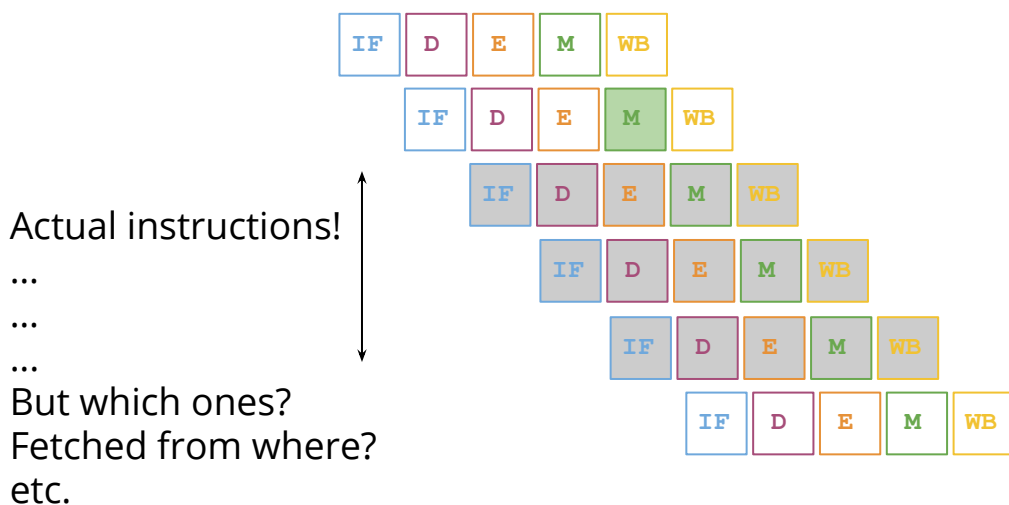 IF D E M WB
IF D E M WB
IF D E M WB
Actual instructions!
...
IF D E M WB
...
...
IF D E M WB
But which ones?
IF D E M WB
Fetched from where?
etc.